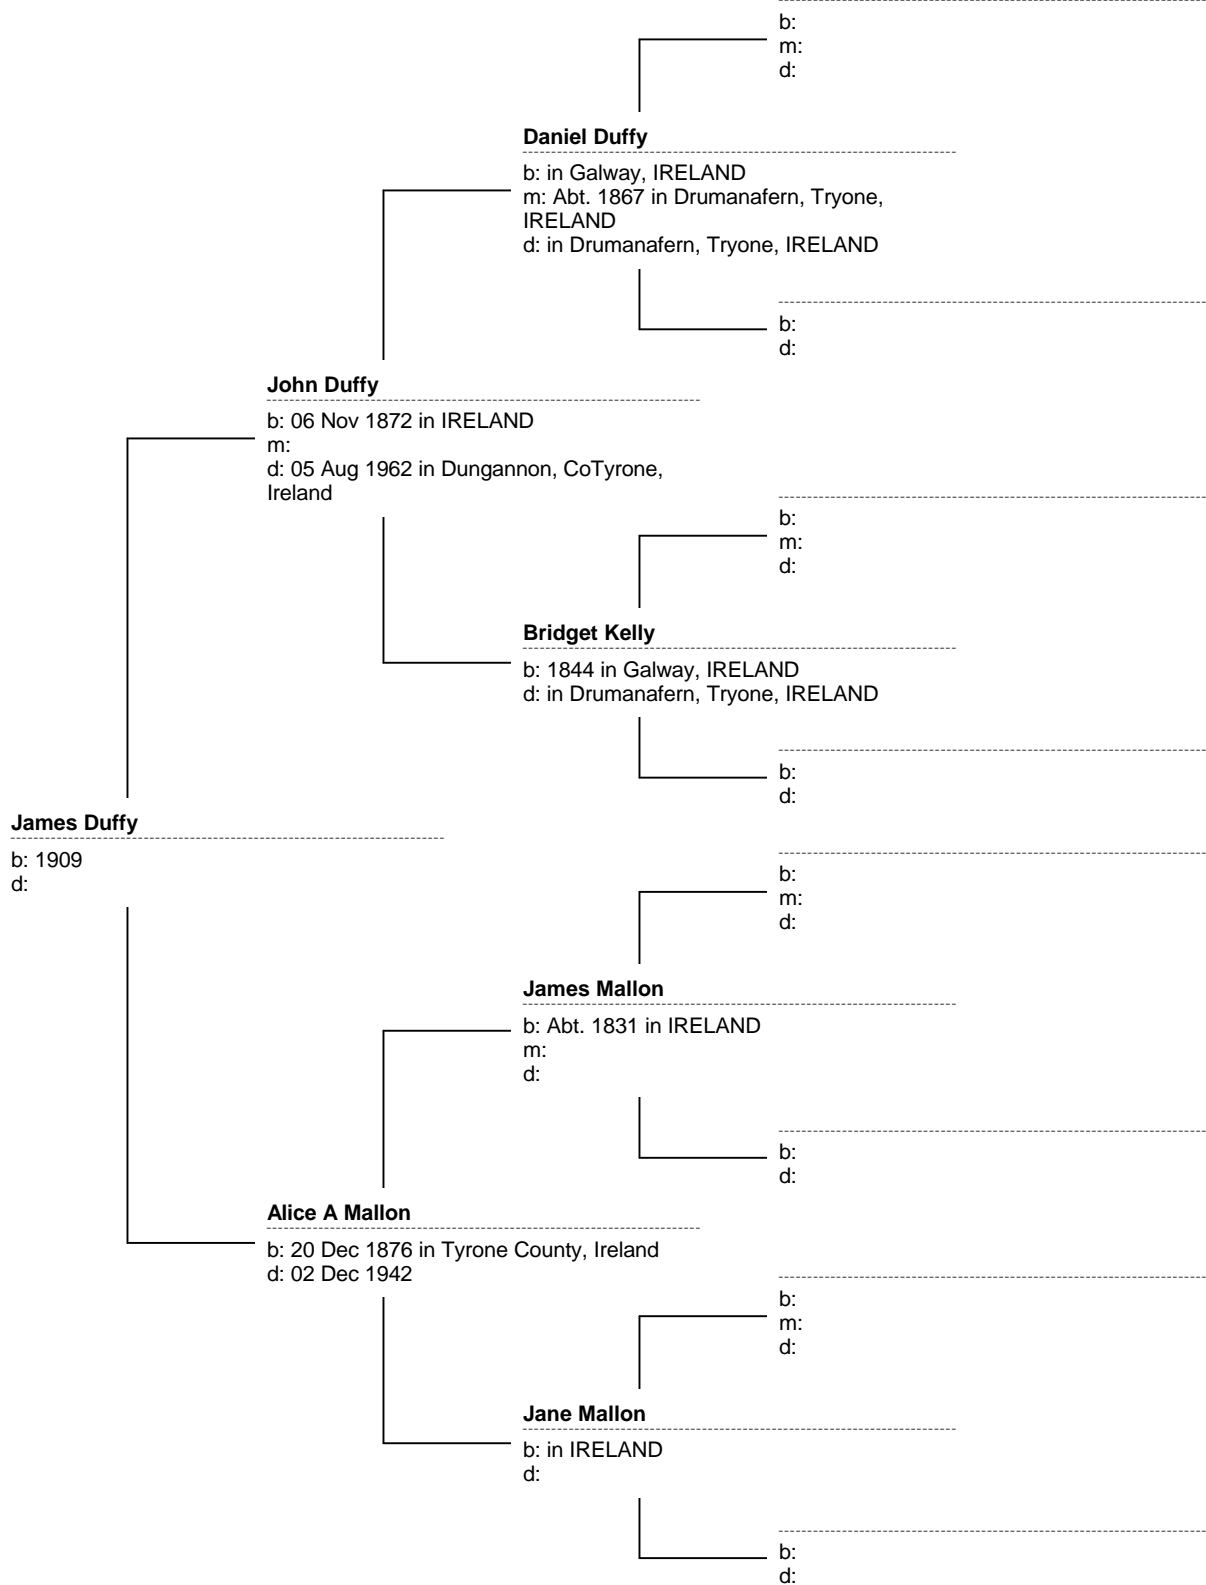 b:
m:
d:
Daniel Duffy
b: in Galway, IRELAND
m: Abt. 1867 in Drumanafern, Tryone,
IRELAND
d: in Drumanafern, Tryone, IRELAND
b:
d:
John Duffy
b: 06 Nov 1872 in IRELAND
m:
d: 05 Aug 1962 in Dungannon, CoTyrone,
Ireland
b:
m:
d:
Bridget Kelly
b: 1844 in Galway, IRELAND
d: in Drumanafern, Tryone, IRELAND
b:
d:
James Duffy
b: 1909
d:
b:
m:
d:
James Mallon
b: Abt. 1831 in IRELAND
m:
d:
b:
d:
Alice A Mallon
b: 20 Dec 1876 in Tyrone County, Ireland
d: 02 Dec 1942
b:
m:
d:
Jane Mallon
b: in IRELAND
d:
b:
d: